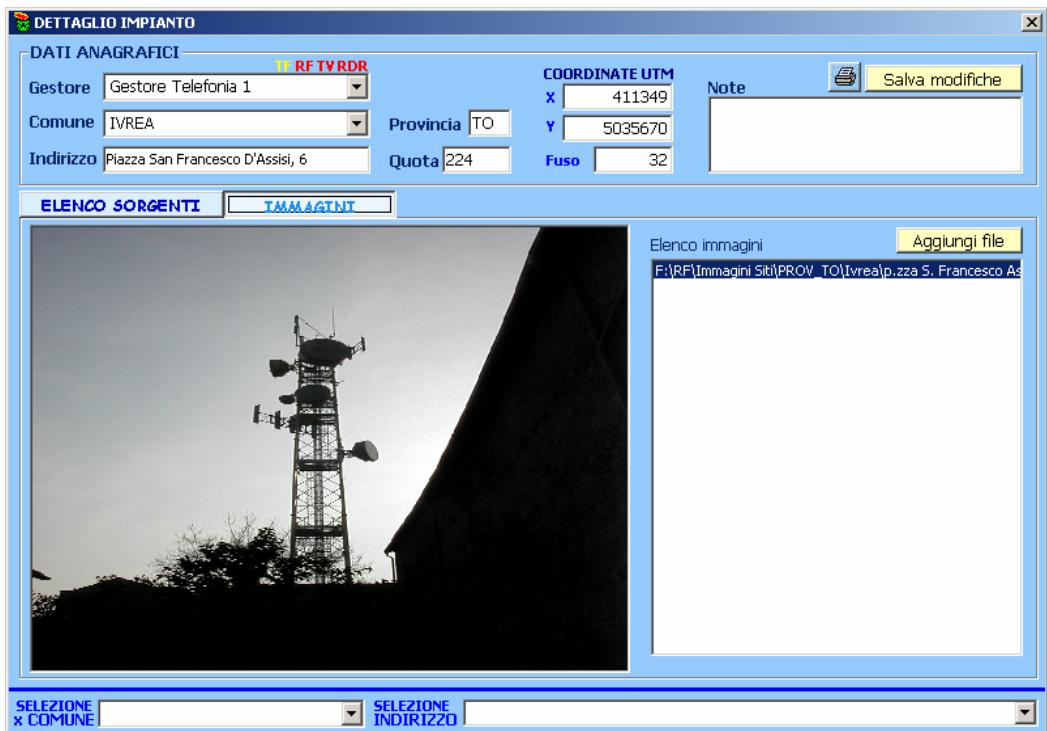 DETTAGLIO IMPIANTO
DATI ANAGRAFICI
TF RF TV RDR
Gestore Gestore Telefonia 1
Comune IVREA
Provincia TO
Indirizzo Piazza San Francesco D'Assisi, 6
Quota 224
COORDINATE UTM
X 411349
Y 5035670
Fuso 32
Note
Salva modifiche
ELENCO SORGENTI
IMMAGINI
Elenco immagini
Aggiungi file
F:\RF\Immagini Siti\PROV_TO\Ivrea\p.zza S. Francesco As
SELEZIONE
x COMUNE
SELEZIONE
INDIRIZZO